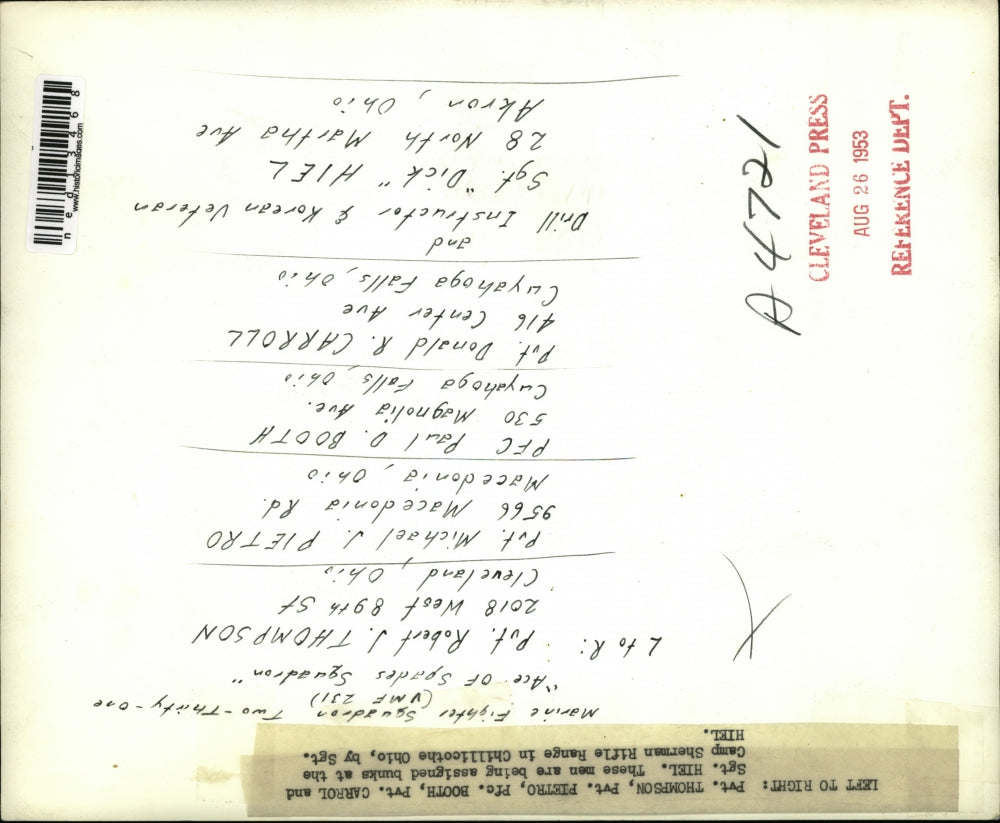 LEFT TO RIGHT: Pvt. THOMPSON, Pvt. PIETRO, Pfc. BOOTH, Pvt. CARROL and
Sgt. HIEL. These men are being assigned bunks at the
Camp Sherman Rifle Range in Chillicothe Ohio, by Sgt.
HIEL.
Marine Fighter Squadron Two-Thirty-One
(VMF 231)
"Ace OF Spades Squadron"
L to R: Pvt. Robert J. THOMPSON
2018 West 89th St
Cleveland, Ohio
Pvt. Michael J. PIETRO
9566 Macedonia Rd.
Macedonia, Ohio
PFC Paul D. BOOTH
530 Magnolia Ave.
Cuyahoga Falls, Ohio
Pvt. Donald R. CARROLL
416 Center Ave
Cuyahoga Falls, Ohio
and
Drill Instructor & Korean Veteran
Sgt. "Dick" HIEL
28 North Martha Ave
Akron, Ohio
A4721
CLEVELAND PRESS
AUG 26 1953
REFERENCE DEPT.
www.historicimages.com